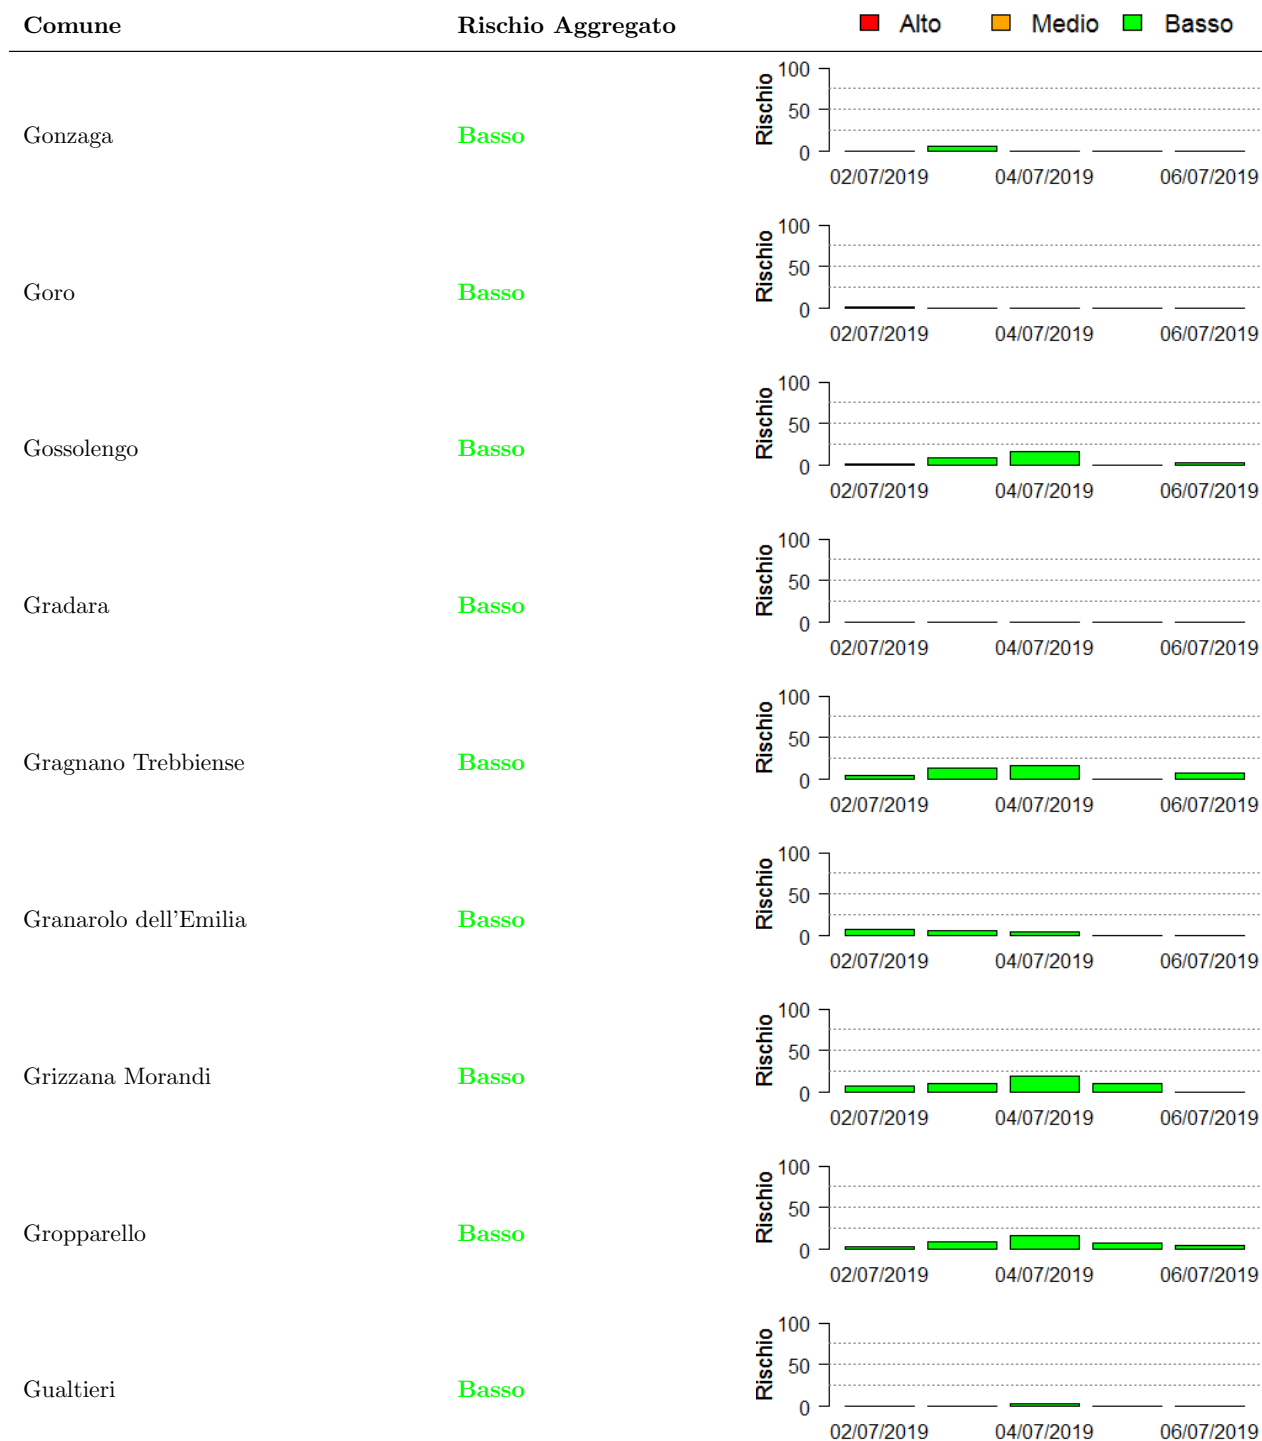 Comune Rischio Aggregato Alto Medio Basso
100
50
0
Rischio
Gonzaga Basso
02/07/2019 04/07/2019 06/07/2019
100
50
0
Rischio
Goro Basso
02/07/2019 04/07/2019 06/07/2019
100
50
0
Rischio
Gossolengo Basso
02/07/2019 04/07/2019 06/07/2019
100
50
0
Rischio
Gradara Basso
02/07/2019 04/07/2019 06/07/2019
100
50
0
Rischio
Gragnano Trebbiense Basso
02/07/2019 04/07/2019 06/07/2019
100
50
0
Rischio
Granarolo dell'Emilia Basso
02/07/2019 04/07/2019 06/07/2019
100
50
0
Rischio
Grizzana Morandi Basso
02/07/2019 04/07/2019 06/07/2019
100
50
0
Rischio
Gropparello Basso
02/07/2019 04/07/2019 06/07/2019
100
50
0
Rischio
Gualtieri Basso
02/07/2019 04/07/2019 06/07/2019